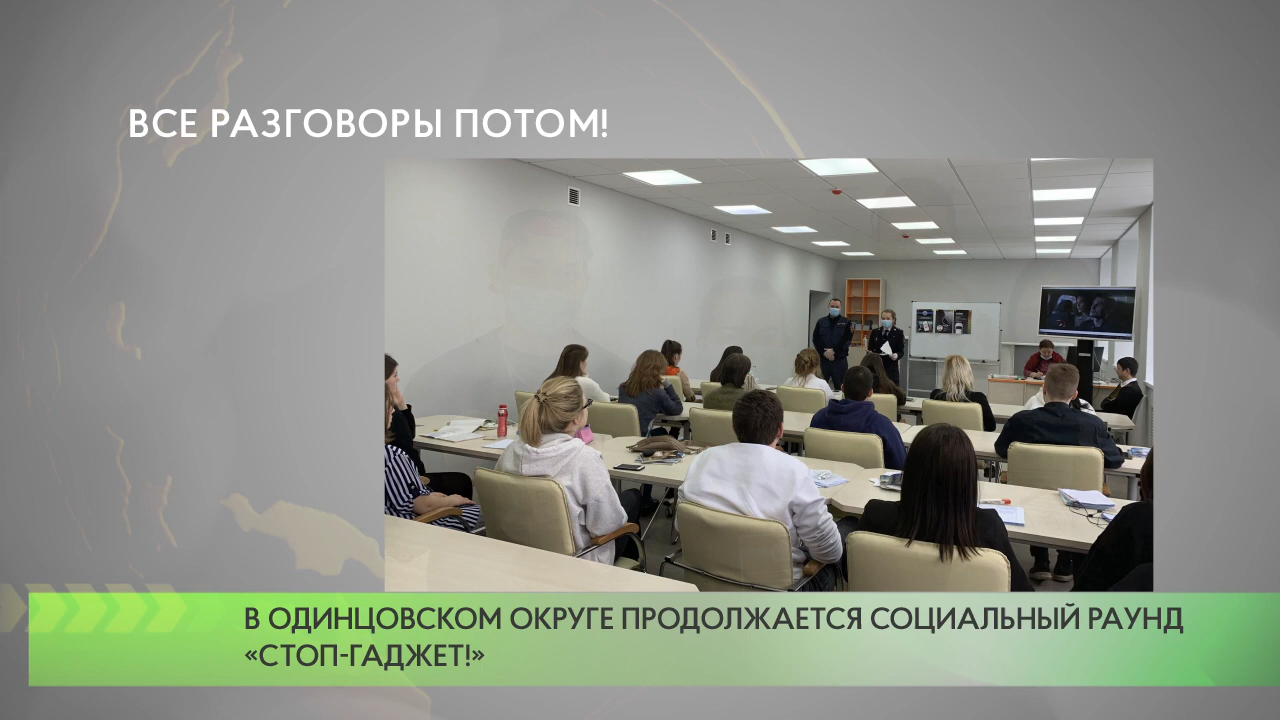 ВСЕ РАЗГОВОРЫ ПОТОМ!
В ОДИНЦОВСКОМ ОКРУГЕ ПРОДОЛЖАЕТСЯ СОЦИАЛЬНЫЙ РАУНД
«СТОП-ГАДЖЕТ!»